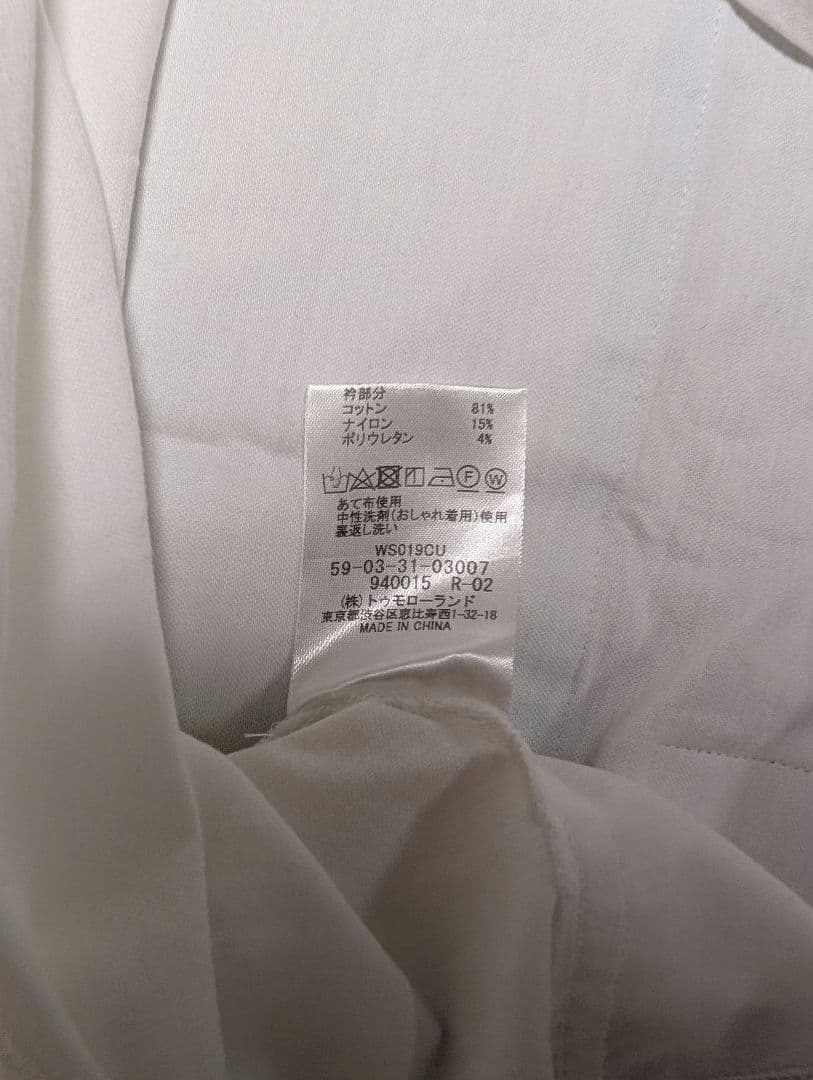 衿部分
コットン 81%
ナイロン 15%
ポリウレタン 4%
F W
あて布使用
中性洗剤(おしゃれ着用)使用
裏返し洗い
WS019CU
59-03-31-03007
940015 R-02
(株)トゥモローランド
東京都渋谷区恵比寿西1-32-18
MADE IN CHINA